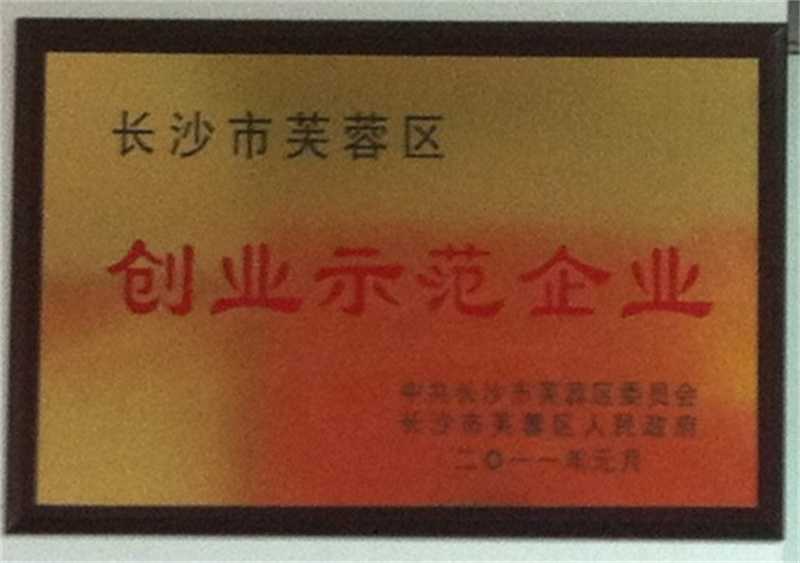 长沙市芙蓉区
创业示范企业
中共长沙市芙蓉区委员会
长沙市芙蓉区人民政府
二〇一一年元月